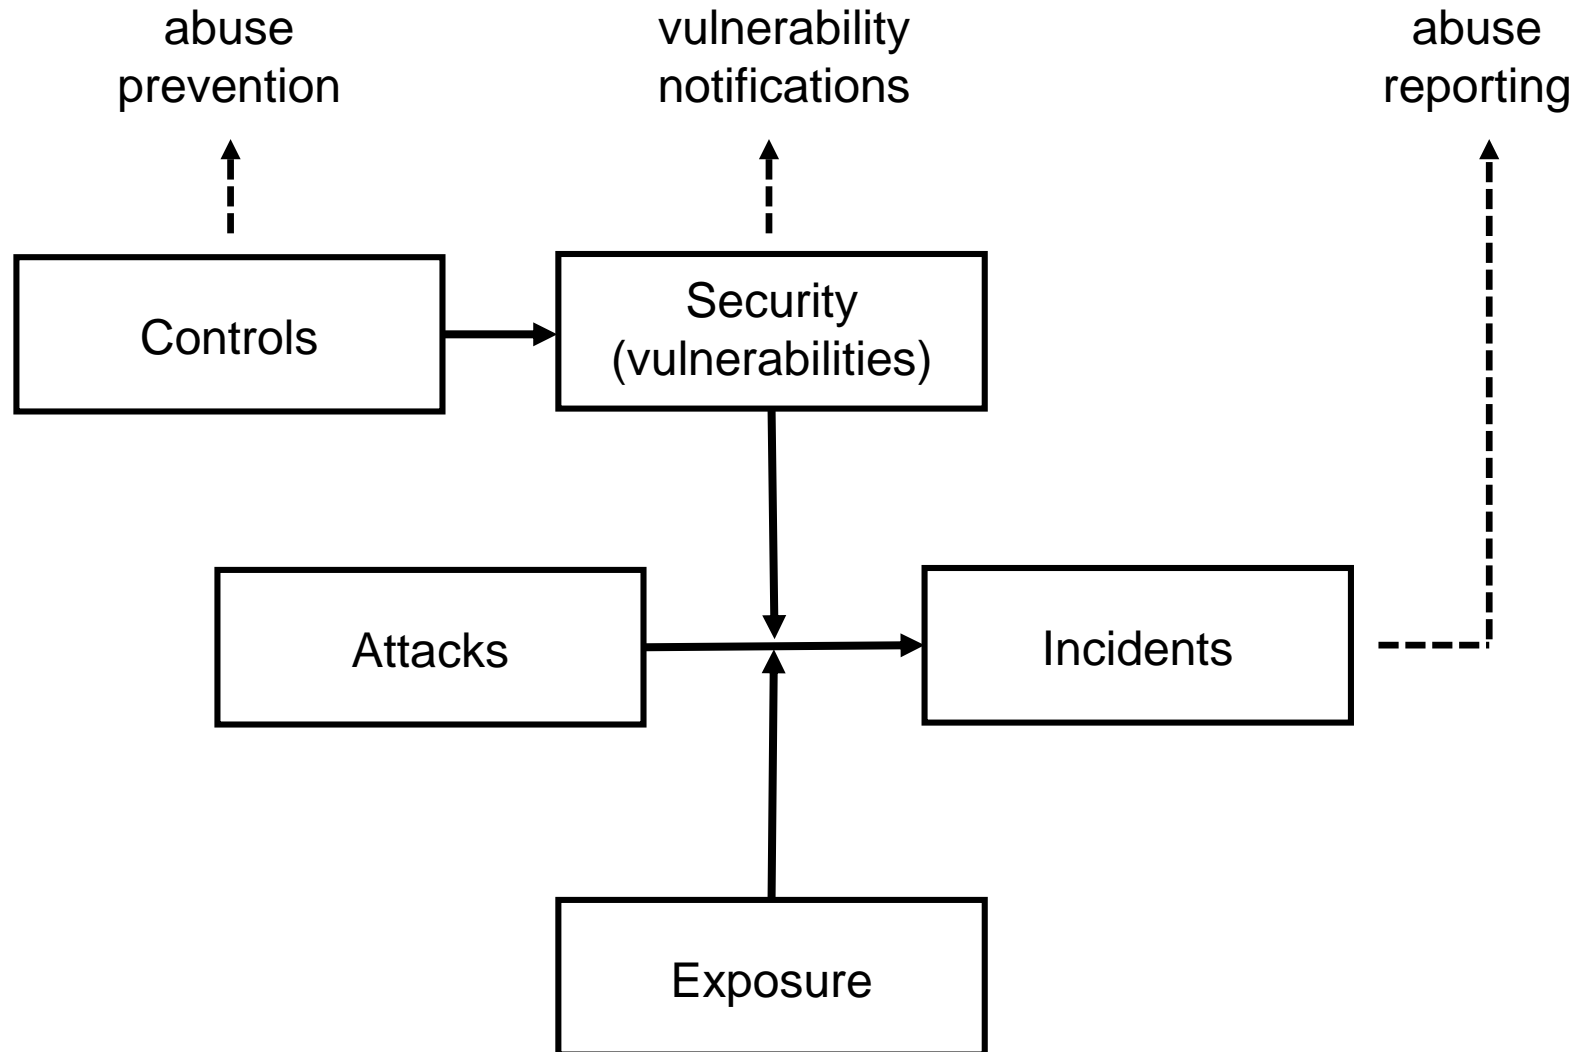 abuse
prevention
vulnerability
notifications
abuse
reporting
Controls
Security
(vulnerabilities)
Attacks
Incidents
Exposure